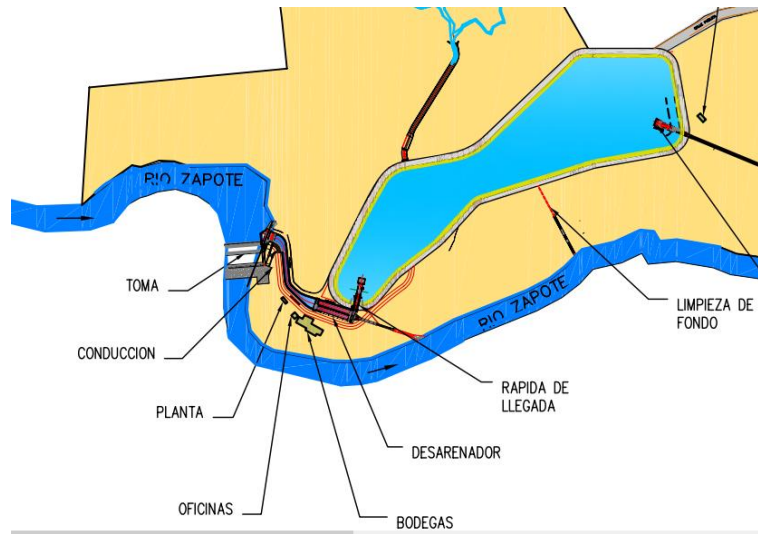 RIO ZAPOTE
TOMA
CONDUCCION
PLANTA
OFICINAS
BODEGAS
DESARENADOR
RAPIDA DE
LLEGADA
RIO ZAPOTE
LIMPIEZA DE
FONDO